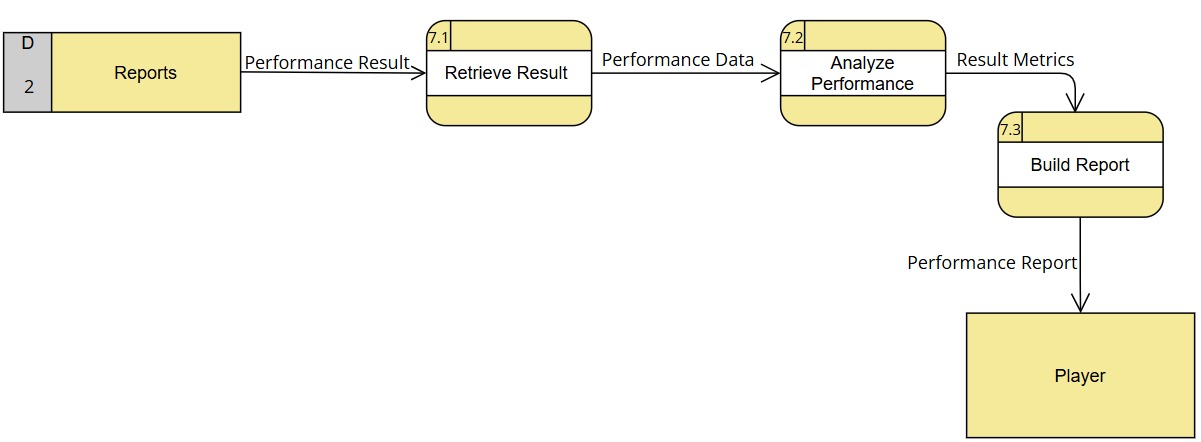 D
2
Reports
Performance Result
7.1
Retrieve Result
Performance Data
7.2
Analyze
Performance
Result Metrics
7.3
Build Report
Performance Report
Player